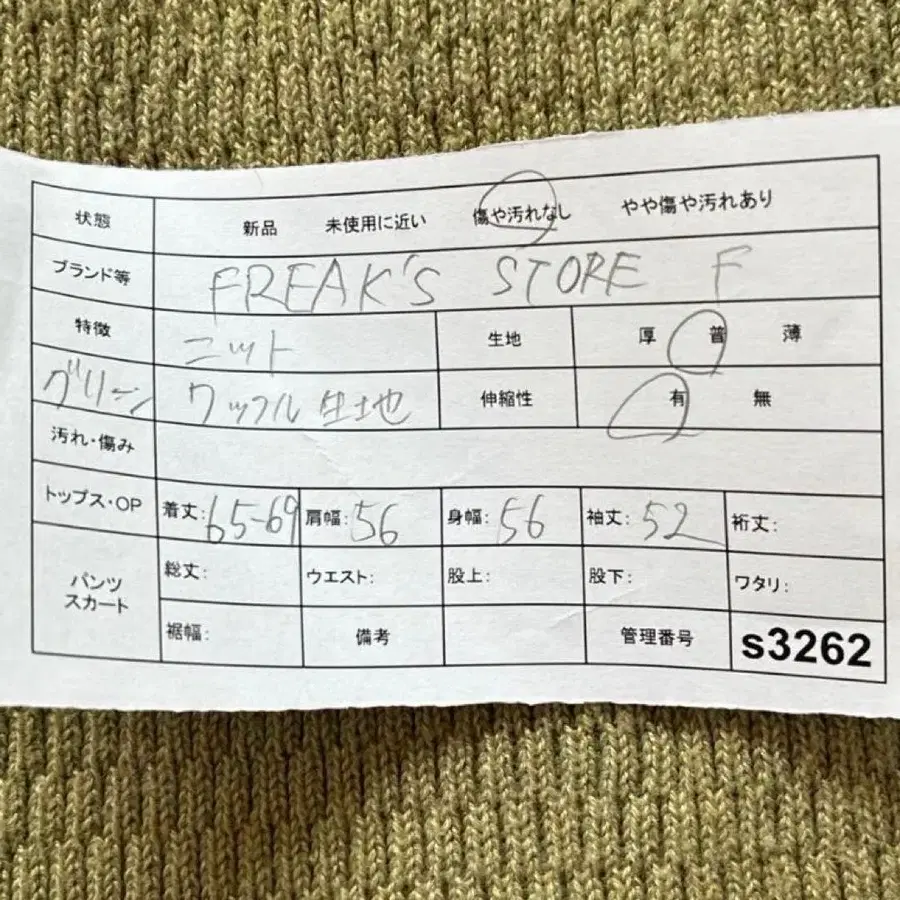 状態 新品 未使用に近い 傷や汚れなし やや傷や汚れあり
ブランド等 FREAK'S STORE F
特徴 ニット 生地 厚 普 薄
グリーン ワッフル生地 伸縮性 有 無
汚れ・傷み
トップス・OP 着丈: 65-69 肩幅: 56 身幅: 56 袖丈: 52 裄丈:
パンツ スカート 総丈: ウエスト: 股上: 股下: ワタリ:
裾幅: 備考 管理番号 s3262